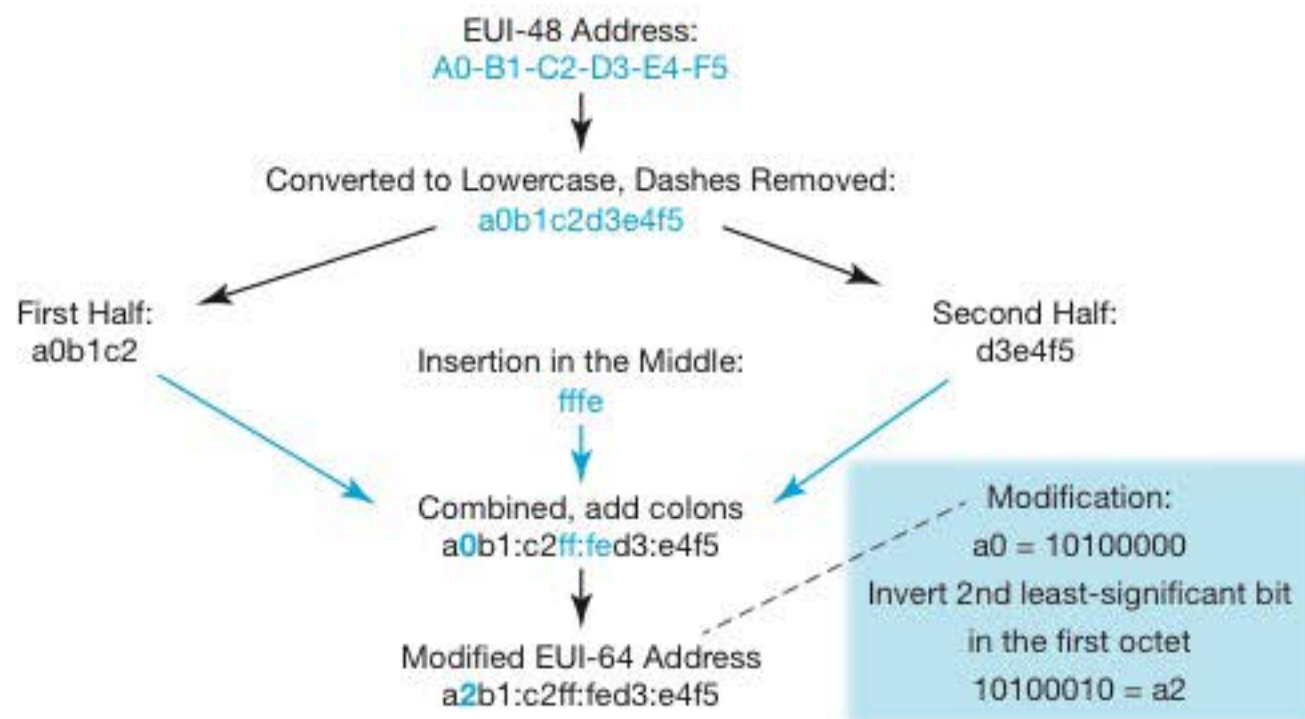 EUI-48 Address:
A0-B1-C2-D3-E4-F5
Converted to Lowercase, Dashes Removed:
a0b1c2d3e4f5
First Half:
a0b1c2
Second Half:
d3e4f5
Insertion in the Middle:
fffe
Combined, add colons
a0b1:c2ff:fed3:e4f5
Modified EUI-64 Address
a2b1:c2ff:fed3:e4f5
Modification:
a0 = 10100000
Invert 2nd least-significant bit
in the first octet
10100010 = a2